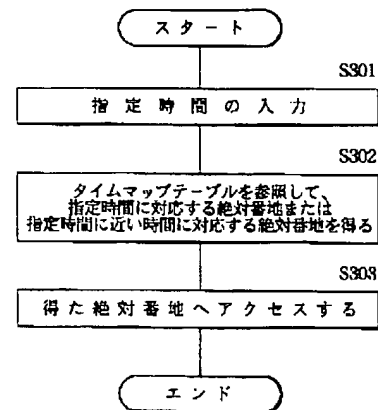 スタート
S301
指定時間の入力
S302
タイムマップテーブルを参照して、
指定時間に対応する絶対番地または
指定時間に近い時間に対応する絶対番地を得る
S303
得た絶対番地へアクセスする
エンド